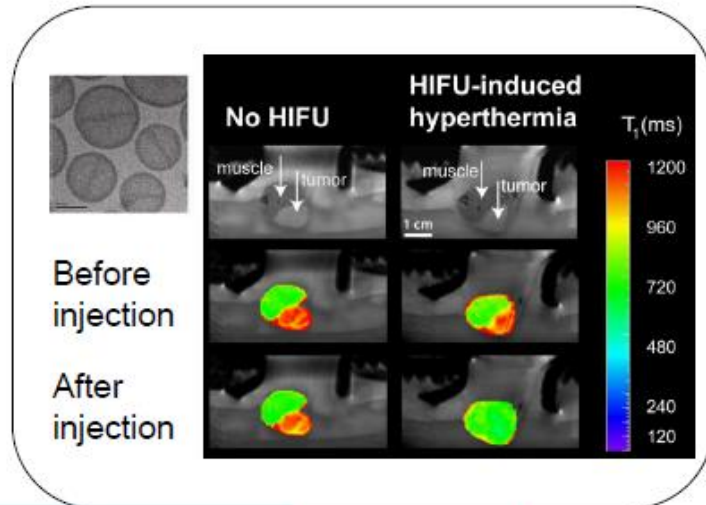 No HIFU
HIFU-induced
hyperthermia
T1(ms)
muscle
tumor
muscle
tumor
1 cm
Before
injection
After
injection
1200
960
720
480
240
120